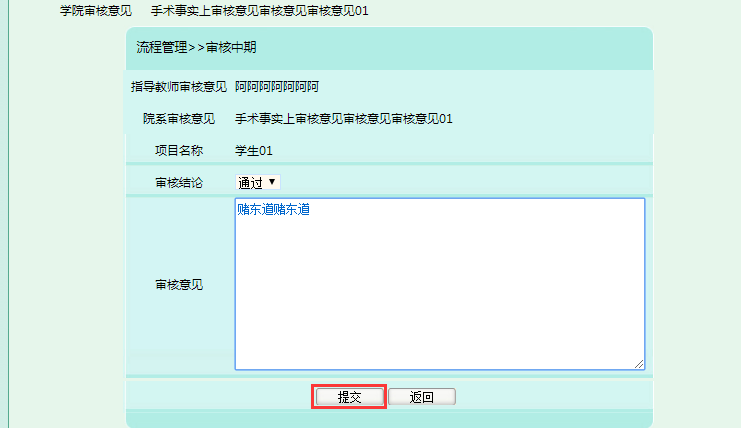 学院审核意见 手术事实上审核意见审核意见审核意见01
流程管理>>审核中期
指导教师审核意见 阿阿阿阿阿阿阿
院系审核意见 手术事实上审核意见审核意见审核意见01
项目名称 学生01
审核结论 通过
赌东道赌东道
审核意见
提交 返回